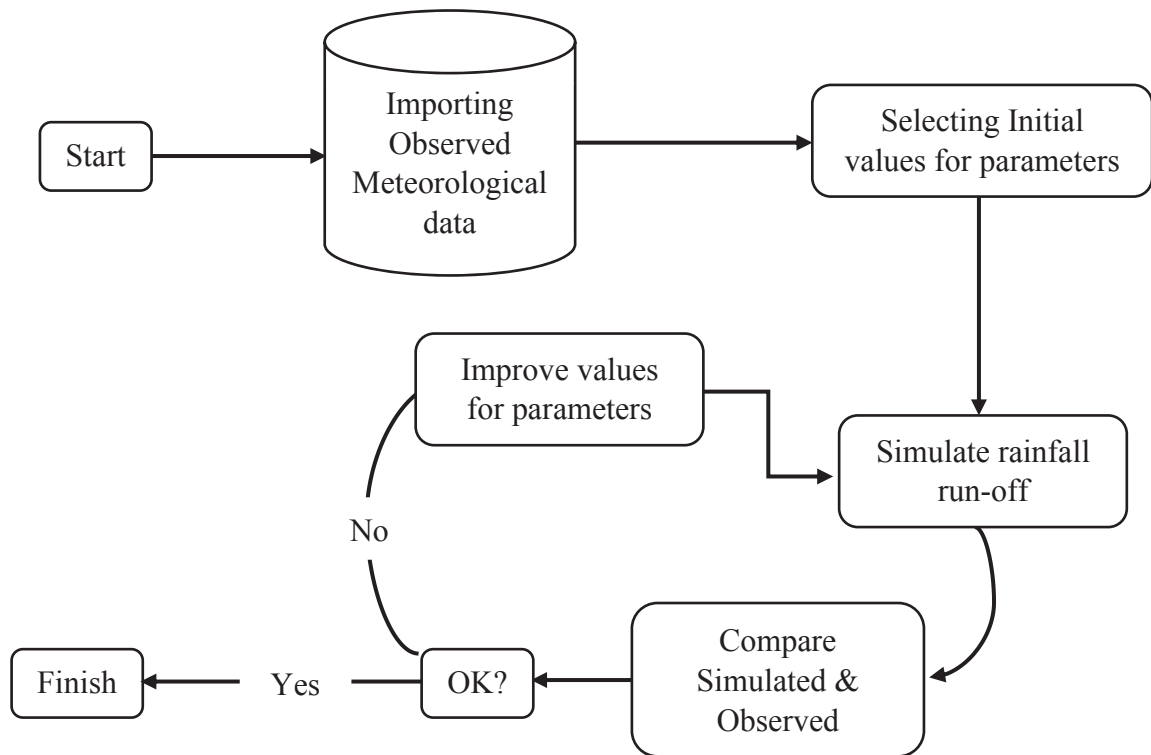 Start
Importing
Observed
Meteorological
data
Selecting Initial
values for parameters
Improve values
for parameters
Simulate rainfall
run-off
No
Compare
Simulated &
Observed
OK?
Yes
Finish